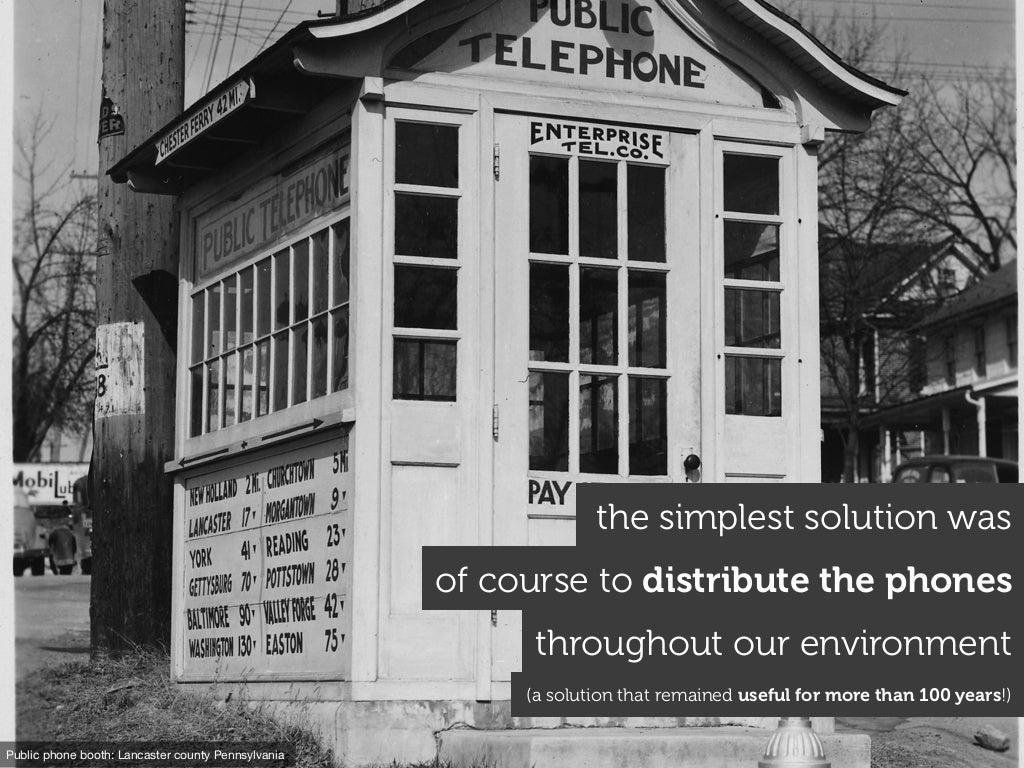 PUBLIC
TELEPHONE
CHESTER FERRY 42 MI.
ENTERPRISE
TEL. CO.
PUBLIC TELEPHONE
NEW HOLLAND 2 MI. CHURCHTOWN 5 MI
LANCASTER 17 " MORGANTOWN 9 "
YORK 41 " READING 23 "
GETTYSBURG 70 " POTTSTOWN 28 "
BALTIMORE 90 " VALLEY FORGE 42 "
WASHINGTON 130 " EASTON 75 "
MobiLub
PAY
the simplest solution was
of course to distribute the phones
throughout our environment
(a solution that remained useful for more than 100 years!)
Public phone booth: Lancaster county Pennsylvania